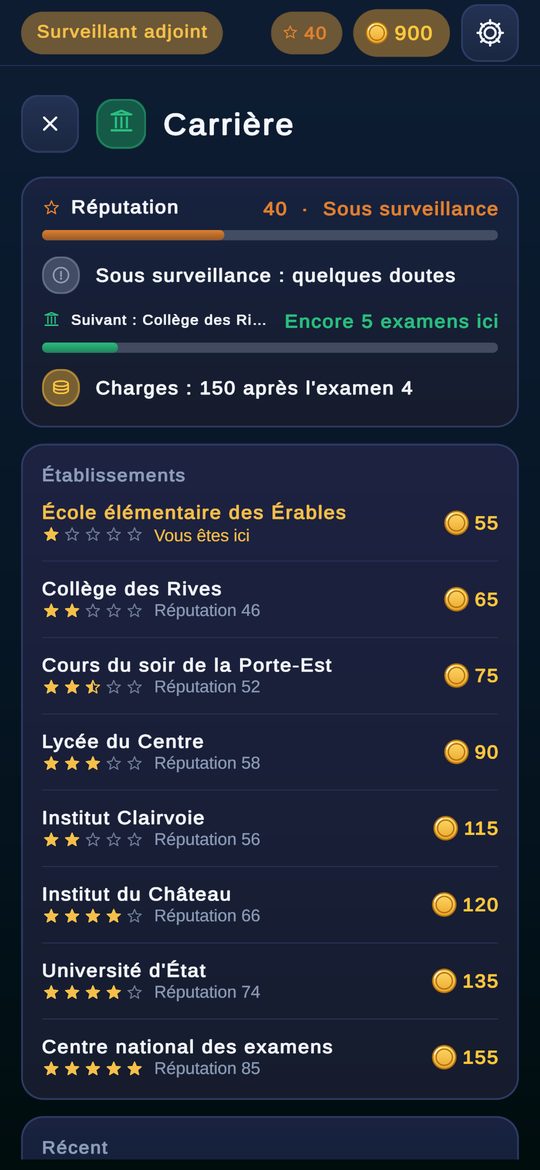 Surveillant adjoint
40
900
Carrière
Réputation
40 · Sous surveillance
Sous surveillance : quelques doutes
Suivant : Collège des Ri...
Encore 5 examens ici
Charges : 150 après l'examen 4
Établissements
École élémentaire des Érables
55
Vous êtes ici
Collège des Rives
65
Réputation 46
Cours du soir de la Porte-Est
75
Réputation 52
Lycée du Centre
90
Réputation 58
Institut Clairvoie
115
Réputation 56
Institut du Château
120
Réputation 66
Université d'État
135
Réputation 74
Centre national des examens
155
Réputation 85
Récent